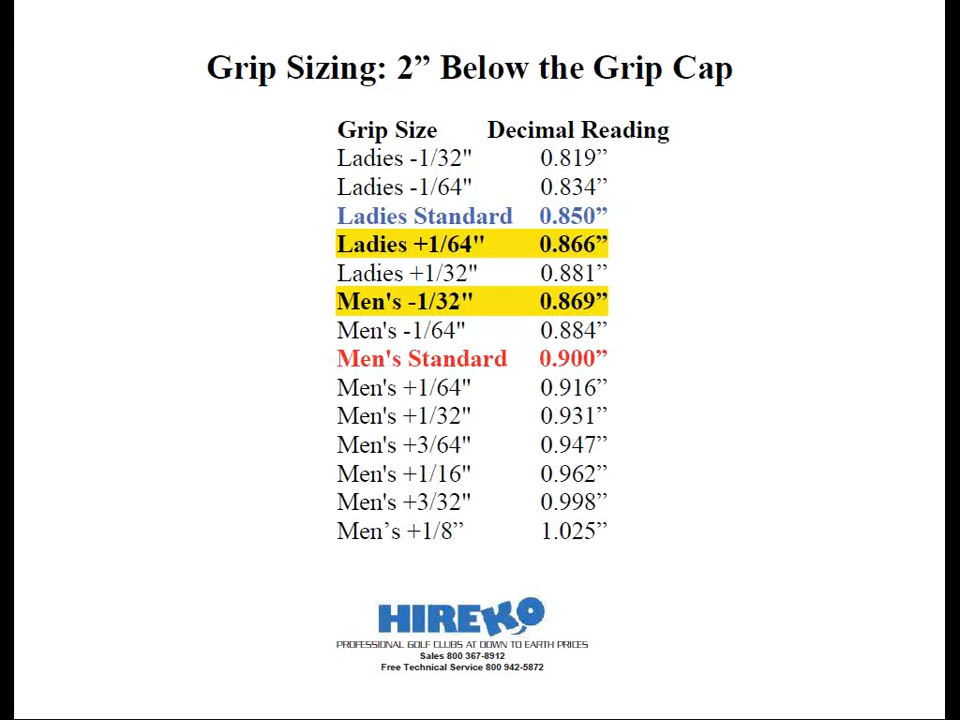 Grip Sizing: 2” Below the Grip Cap
Grip Size Decimal Reading
Ladies -1/32" 0.819”
Ladies -1/64" 0.834”
Ladies Standard 0.850”
Ladies +1/64" 0.866”
Ladies +1/32" 0.881”
Men's -1/32" 0.869”
Men's -1/64" 0.884”
Men's Standard 0.900”
Men's +1/64" 0.916”
Men's +1/32" 0.931”
Men's +3/64" 0.947”
Men's +1/16" 0.962”
Men's +3/32" 0.998”
Men’s +1/8” 1.025”
HIREKO
PROFESSIONAL GOLF CLUBS AT DOWN TO EARTH PRICES
Sales 800 367-8912
Free Technical Service 800 942-5872